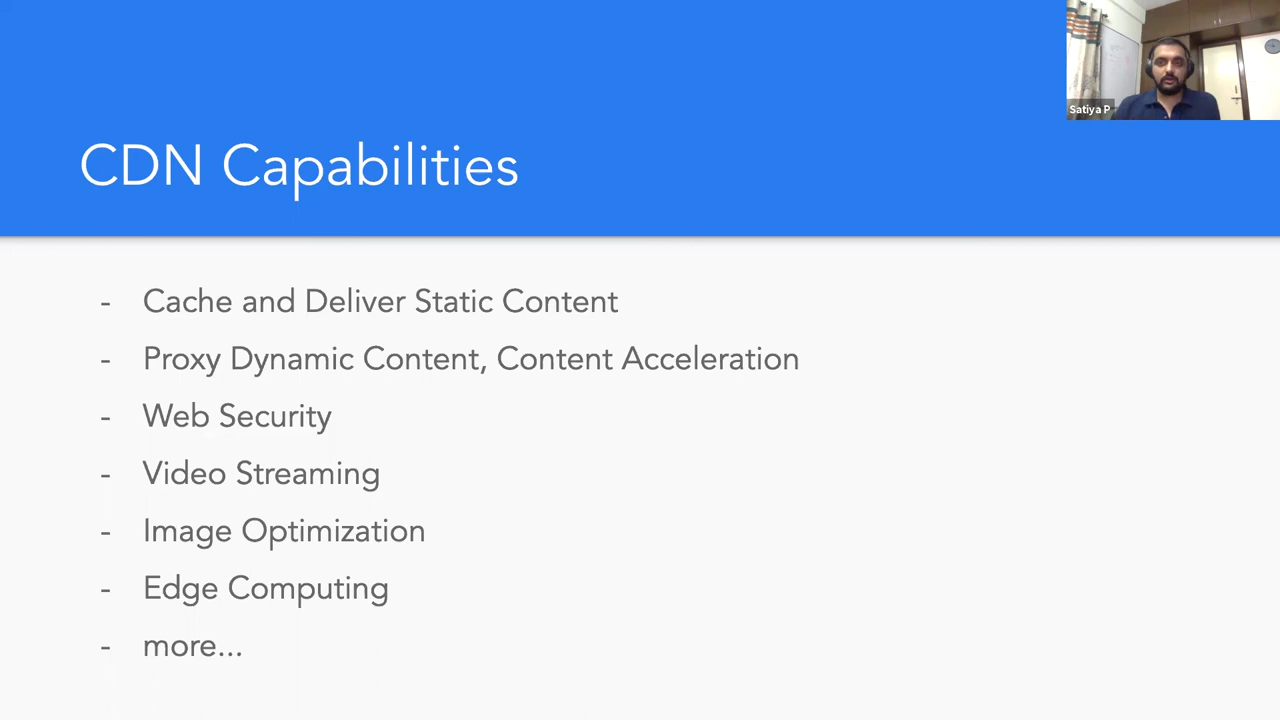 Satiya P
CDN Capabilities
- Cache and Deliver Static Content
- Proxy Dynamic Content, Content Acceleration
- Web Security
- Video Streaming
- Image Optimization
- Edge Computing
- more...